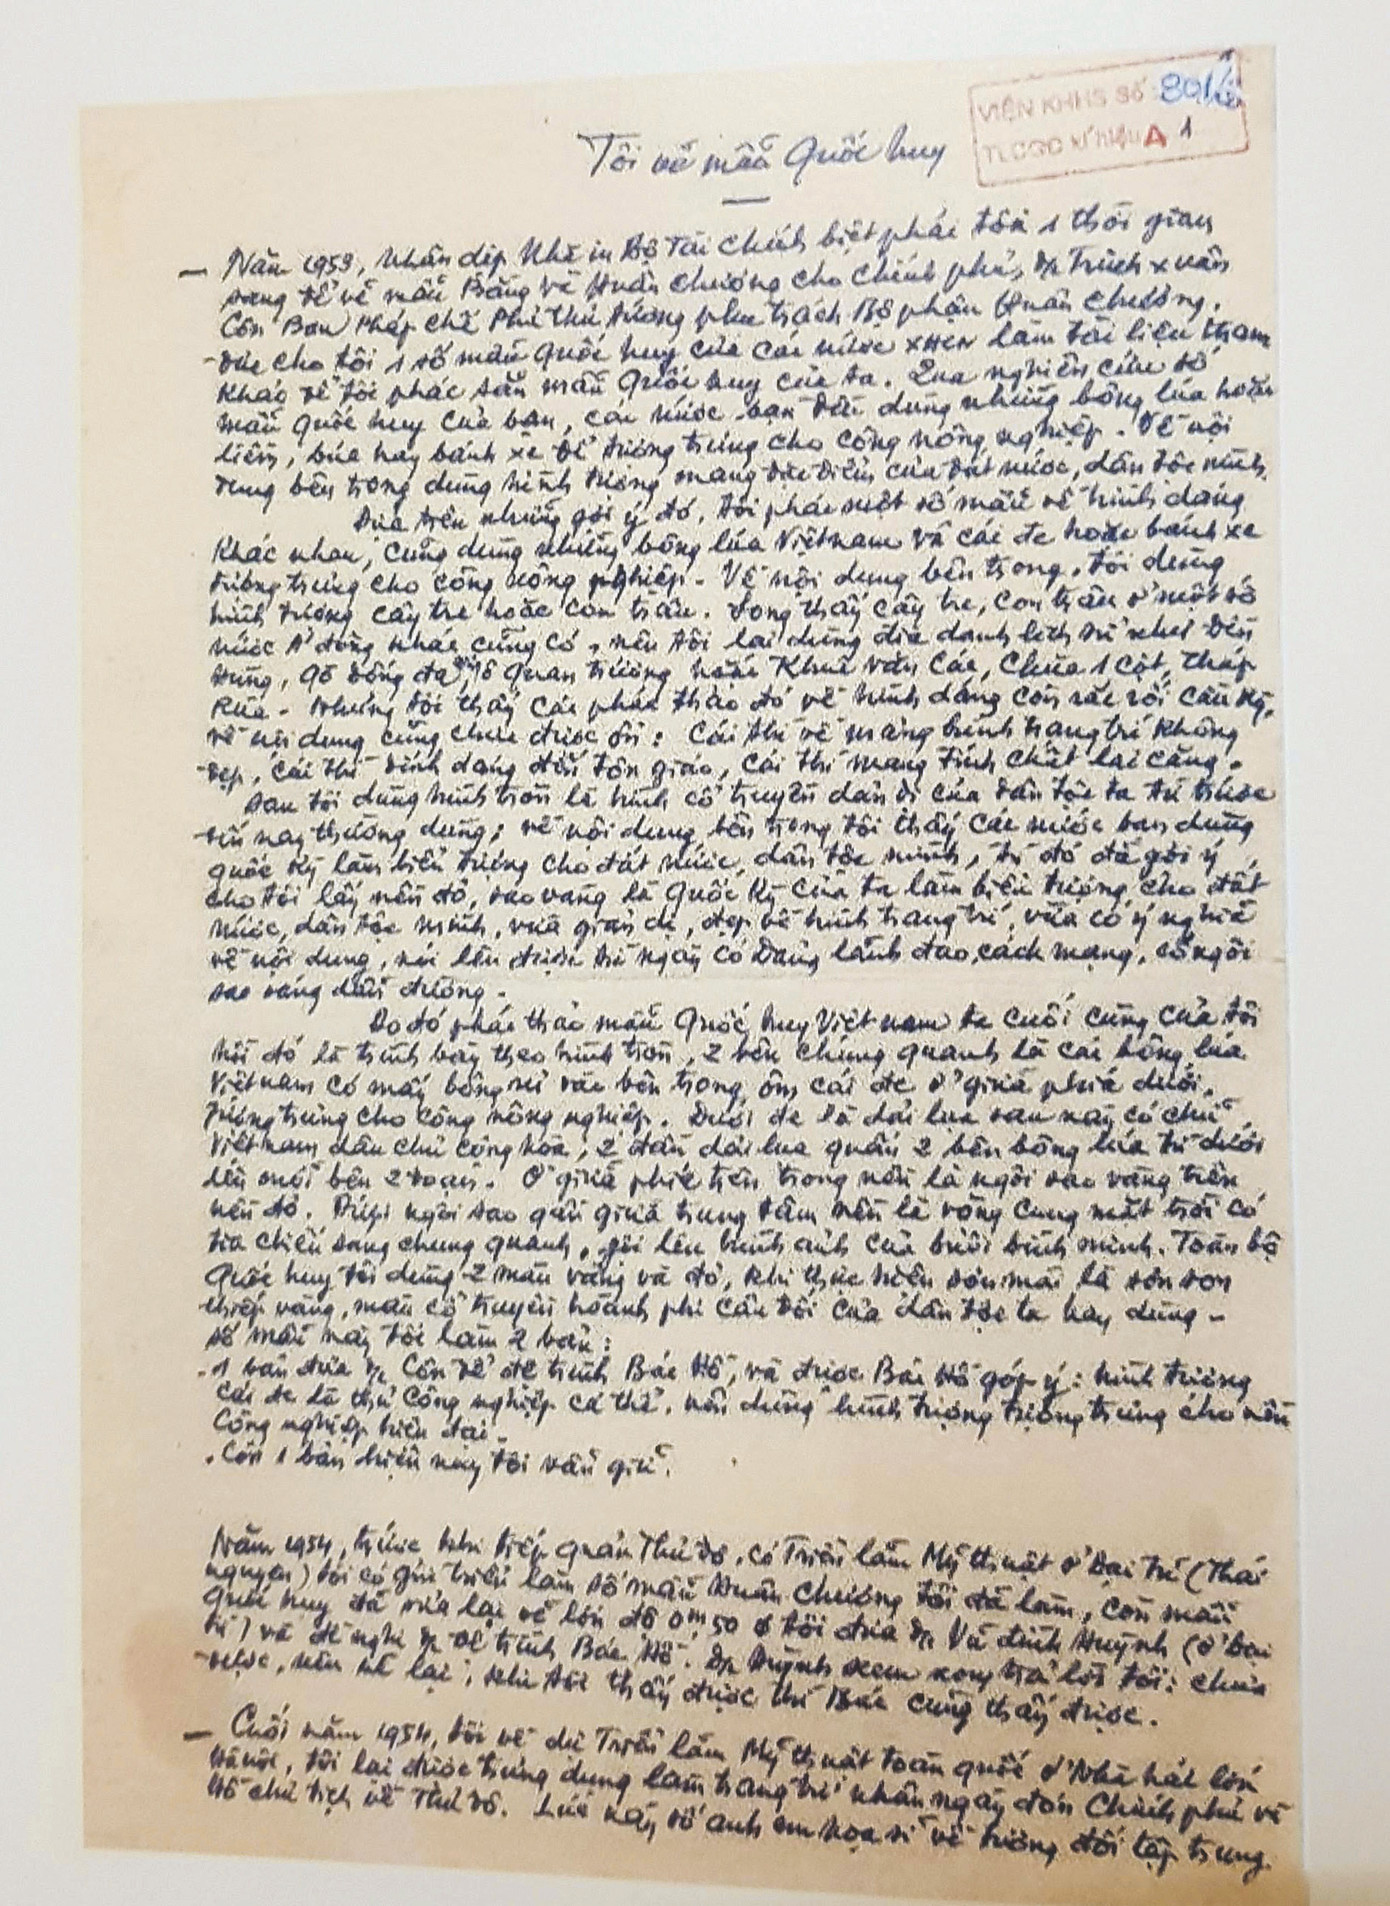 VIỆN KHHS Số 801
TLCGD kí hiệu A 1
Tôi vẽ mẫu Quốc huy
— Năm 1953, nhân dịp Nhà in Bộ Tài chính biệt phái tôi 1 thời gian
sang để vẽ mẫu Bằng và Huân chương cho chính phủ, đ/c Trịnh Xuân
Côn Ban Pháp chế Phủ thủ tướng phụ trách Bộ phận Huân chương.
đưa cho tôi 1 số mẫu Quốc huy của các nước XHCN làm tài liệu tham
khảo để tôi phác sẵn mẫu Quốc huy của ta. Qua nghiên cứu số
mẫu quốc huy của bạn, các nước bạn đều dùng những bông lúa hoặc
liềm, búa hay bánh xe để tượng trưng cho công nông nghiệp. Về nội
dung bên trong dùng hình tượng mang đặc điểm của đất nước, dân tộc mình.
Dựa trên những gợi ý đó, tôi phác một số mẫu về hình dáng
khác nhau, cũng dùng những bông lúa Việt nam và cái đe hoặc bánh xe
tượng trưng cho công nông nghiệp. Về nội dung bên trong, tôi dùng
hình tượng cây tre hoặc con trâu. Song thấy cây tre, con trâu ở một số
nước Á đông khác cũng có, nên tôi lại dùng địa danh lịch sử như Đền
Hùng, gò Đống đa, Ô Quan trưởng hoặc Khuê văn các, Chùa 1 cột, Tháp
Rùa. Nhưng tôi thấy các phác thảo đó về hình dáng còn rắc rối cầu kỳ,
về nội dung cũng chưa được ổn: cái thì về mảng hình trang trí không
đẹp, cái thì dính dáng đến tôn giáo, cái thì mang tính chất lai căng.
Sau tôi dùng hình tròn là hình cổ truyền dân dã của dân tộc ta từ trước
đến nay thường dùng; về nội dung bên trong tôi thấy các nước bạn dùng
quốc kỳ làm biểu trưng cho đất nước, dân tộc mình, từ đó đã gợi ý
cho tôi lấy nền đỏ, sao vàng là Quốc kỳ của ta làm biểu tượng cho đất
nước, dân tộc mình, vừa giản dị, đẹp về hình trang trí, vừa có ý nghĩa
về nội dung, nói lên được từ ngày có Đảng lãnh đạo cách mạng, có ngôi
sao vàng dẫn đường.
Do đó phác thảo mẫu Quốc huy Việt nam ta cuối cùng của tôi
hồi đó là trình bày theo hình tròn, 2 bên chung quanh là các bông lúa
Việt nam có mấy bông rủ vào bên trong, ôm cái đe ở giữa phía dưới,
tượng trưng cho công nông nghiệp. Dưới đe là dải lụa sau này có chữ
Việt nam dân chủ cộng hòa, 2 đầu dải lụa quấn 2 bên bông lúa từ dưới
lên mỗi bên 2 đoạn. Ở giữa phía trên trong nền là ngôi sao vàng trên
nền đỏ. Dưới ngôi sao gần giữa trung tâm nền là vòng cung mặt trời có
tia chiếu sáng chung quanh, gợi lên hình ảnh của buổi bình minh. Toàn bộ
Quốc huy tôi dùng 2 màu vàng và đỏ, khi thực hiện sơn mài là sơn son
thiếp vàng, màu cổ truyền hoành phi câu đối của dân tộc ta hay dùng.
Số mẫu này tôi làm 2 bản:
. 1 bản đưa đ/c Côn để đệ trình Bác Hồ, và được Bác Hồ góp ý: hình tượng
cái đe là thủ công nghiệp cá thể, nên dùng hình tượng tượng trưng cho nền
công nghiệp hiện đại.
. Còn 1 bản hiện nay tôi vẫn giữ.
Năm 1954, trước khi tiếp quản Thủ đô, có Triển lãm Mỹ thuật ở Đại Từ (Thái
nguyên) tôi có gửi triển lãm số mẫu Huân chương tôi đã làm, còn mẫu
Quốc huy đã sửa lại vẽ lớn độ 0m50 ø tôi đưa đ/c Vũ đình Huỳnh (ở Đại
từ) và đề nghị đ/c để trình Bác Hồ. Đ/c Huỳnh xem xong trả lời tôi: chưa
được, nên vẽ lại, khi tôi thấy được thì Bác cũng thấy được.
— Cuối năm 1954, tôi về dự Triển lãm Mỹ thuật toàn quốc ở Nhà hát lớn
Hà nội, tôi lại được trưng dụng làm trang trí nhân ngày đón Chính phủ và
Hồ chủ tịch về Thủ đô. Lúc này số anh em họa sĩ về tương đối tập trung.